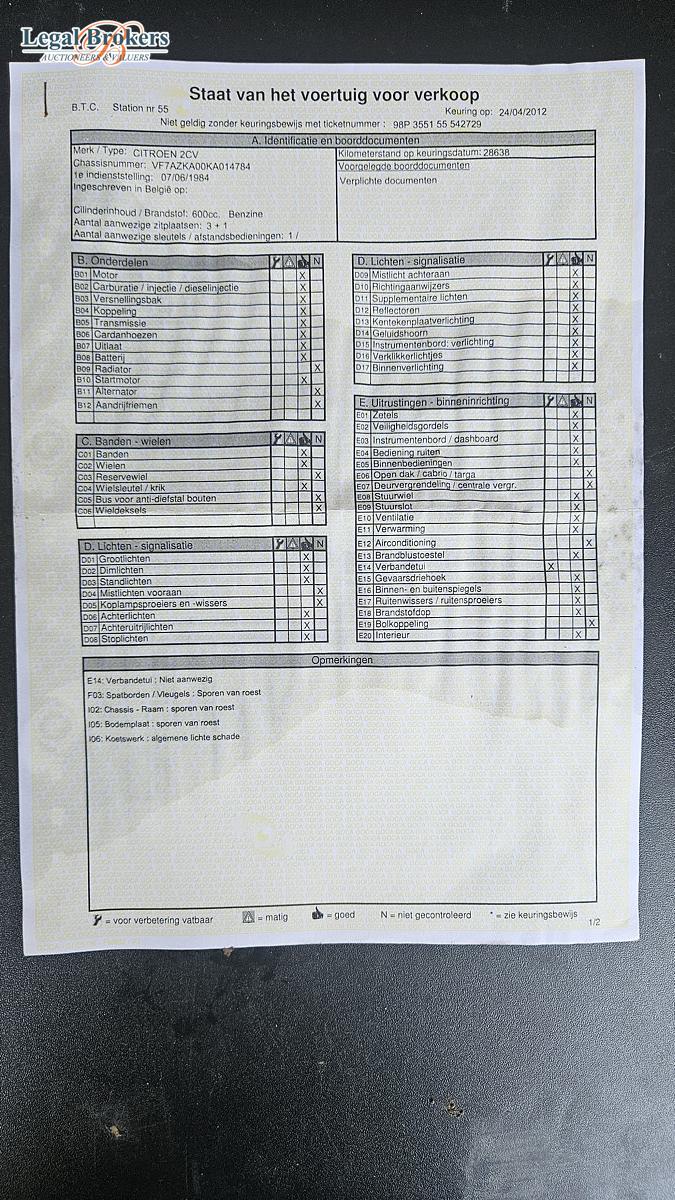 Legal Brokers
AUCTIONEERS & VALUERS
Staat van het voertuig voor verkoop
B.T.C. Station nr 55
Keuring op: 24/04/2012
Niet geldig zonder keuringsbewijs met ticketnummer : 98P 3551 55 542729
A. Identificatie en boorddocumenten
Merk / Type: CITROEN 2CV
Chassisnummer: VF7AZKA00KA014784
1e indienststelling: 07/06/1984
Ingeschreven in België op:
Cilinderinhoud / Brandstof: 600cc. Benzine
Aantal aanwezige zitplaatsen: 3 + 1
Aantal aanwezige sleutels / afstandsbedieningen: 1 /
Kilometerstand op keuringsdatum: 28638
Voorgelegde boorddocumenten
Verplichte documenten
B. Onderdelen N
B01 Motor X
B02 Carburatie / injectie / dieselinjectie X
B03 Versnellingsbak X
B04 Koppeling X
B05 Transmissie X
B06 Cardanhoezen X
B07 Uitlaat X
B08 Batterij X
B09 Radiator X
B10 Startmotor X
B11 Alternator X
B12 Aandrijfriemen X
C. Banden - wielen N
C01 Banden X
C02 Wielen X
C03 Reservewiel X
C04 Wielsleutel / krik X
C05 Bus voor anti-diefstal bouten X
C06 Wieldeksels X
D. Lichten - signalisatie N
D01 Grootlichten X
D02 Dimlichten X
D03 Standlichten X
D04 Mistlichten vooraan X
D05 Koplampsproeiers en -wissers X
D06 Achterlichten X
D07 Achteruitrijlichten X
D08 Stoplichten X
D. Lichten - signalisatie N
D09 Mistlicht achteraan X
D10 Richtingaanwijzers X
D11 Supplementaire lichten X
D12 Reflectoren X
D13 Kentekenplaatverlichting X
D14 Geluidshoorn X
D15 Instrumentenbord: verlichting X
D16 Verklikkerlichtjes X
D17 Binnenverlichting X
E. Uitrustingen - binneninrichting N
E01 Zetels X
E02 Veiligheidsgordels X
E03 Instrumentenbord / dashboard X
E04 Bediening ruiten X
E05 Binnenbedieningen X
E06 Open dak / cabrio / targa X
E07 Deurvergrendeling / centrale vergr. X
E08 Stuurwiel X
E09 Stuurslot X
E10 Ventilatie X
E11 Verwarming X
E12 Airconditioning X
E13 Brandblustoestel X
E14 Verbandetui X
E15 Gevaarsdriehoek X
E16 Binnen- en buitenspiegels X
E17 Ruitenwissers / ruitensproeiers X
E18 Brandstofdop X
E19 Bolkoppeling X
E20 Interieur X
Opmerkingen
E14: Verbandetui : Niet aanwezig
F03: Spatborden / Vleugels : Sporen van roest
I02: Chassis - Raam : sporen van roest
I05: Bodemplaat : sporen van roest
I06: Koetswerk : algemene lichte schade
= voor verbetering vatbaar = matig = goed N = niet gecontroleerd * = zie keuringsbewijs
1/2